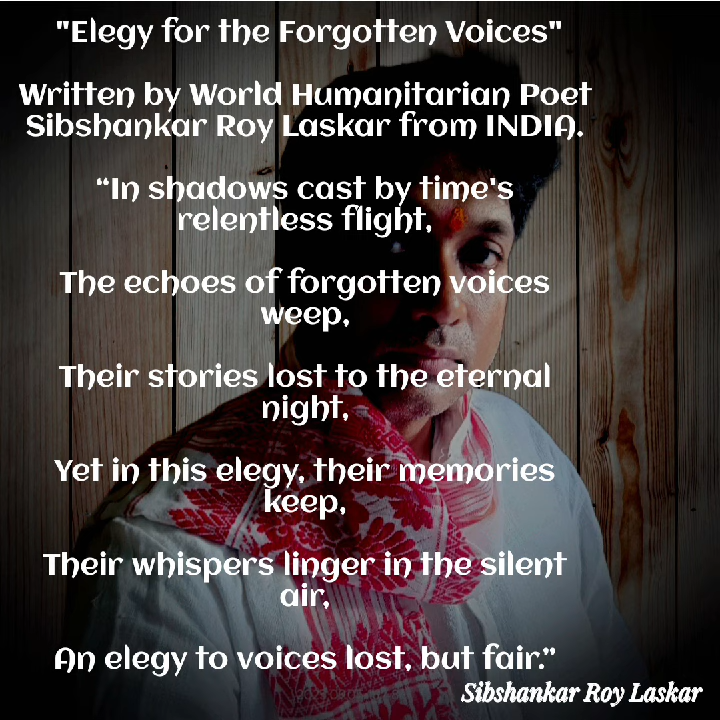 "Elegy for the Forgotten Voices"
Written by World Humanitarian Poet
Sibshankar Roy Laskar from INDIA.
“In shadows cast by time's
relentless flight,
The echoes of forgotten voices
weep,
Their stories lost to the eternal
night,
Yet in this elegy, their memories
keep,
Their whispers linger in the silent
air,
An elegy to voices lost, but fair.”
Sibshankar Roy Laskar